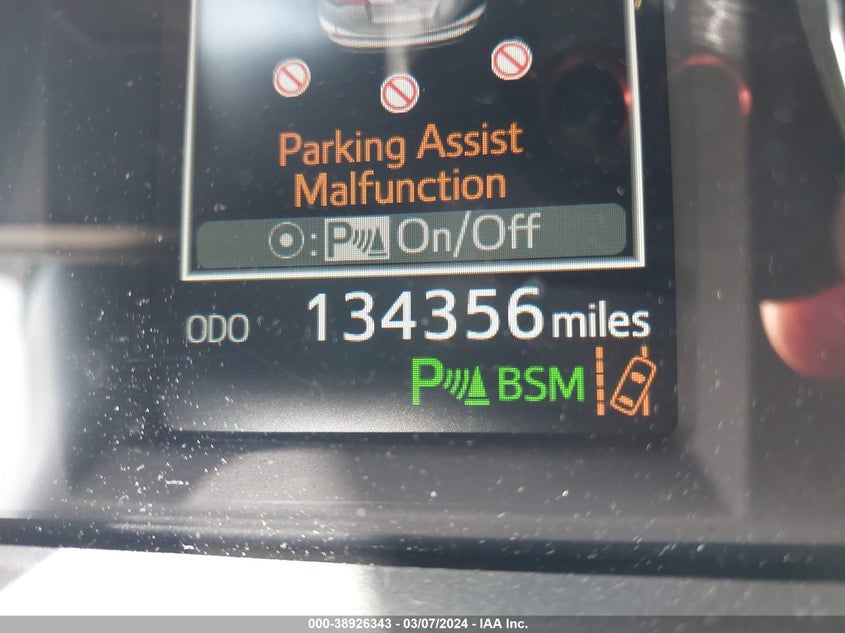 Parking Assist
Malfunction
: P On/Off
ODO 134356 miles
P BSM
000-38926343 - 03/07/2024 - IAA Inc.